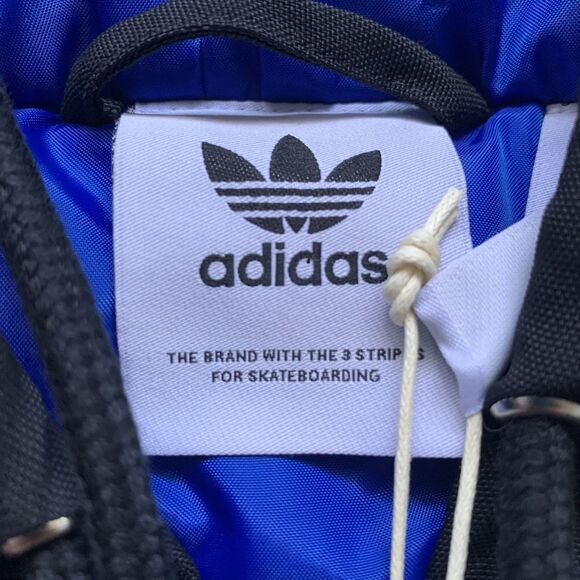 adidas
THE BRAND WITH THE 3 STRIPES
FOR SKATEBOARDING